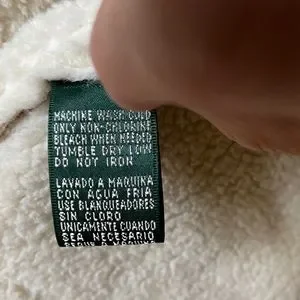 MACHINE WASH COLD
ONLY NON-CHLORINE
BLEACH WHEN NEEDED
TUMBLE DRY LOW
DO NOT IRON
LAVADO A MAQUINA
CON AGUA FRIA
USE BLANQUEADORES
SIN CLORO
UNICAMENTE CUANDO
SEA NECESARIO